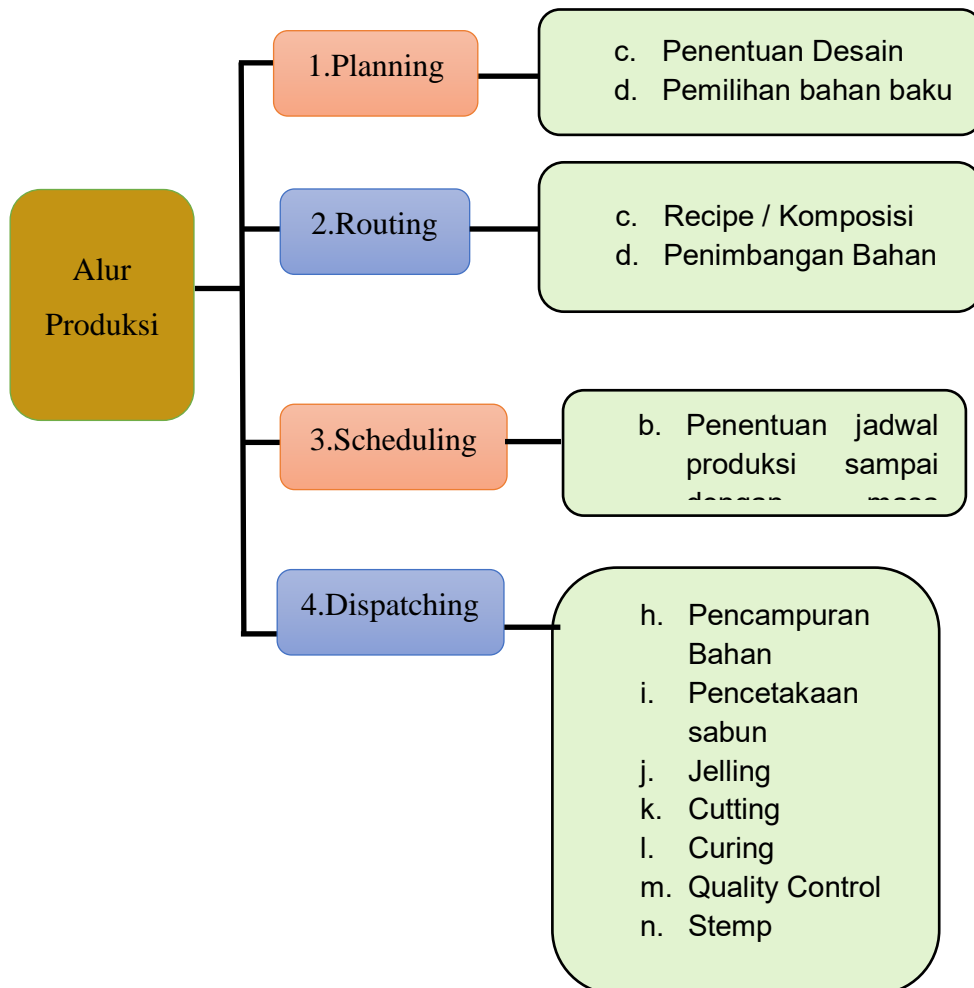 Alur
Produksi
1.Planning
c. Penentuan Desain
d. Pemilihan bahan baku
2.Routing
c. Recipe / Komposisi
d. Penimbangan Bahan
3.Scheduling
b. Penentuan jadwal
produksi sampai
4.Dispatching
h. Pencampuran
Bahan
i. Pencetakaan
sabun
j. Jelling
k. Cutting
l. Curing
m. Quality Control
n. Stemp